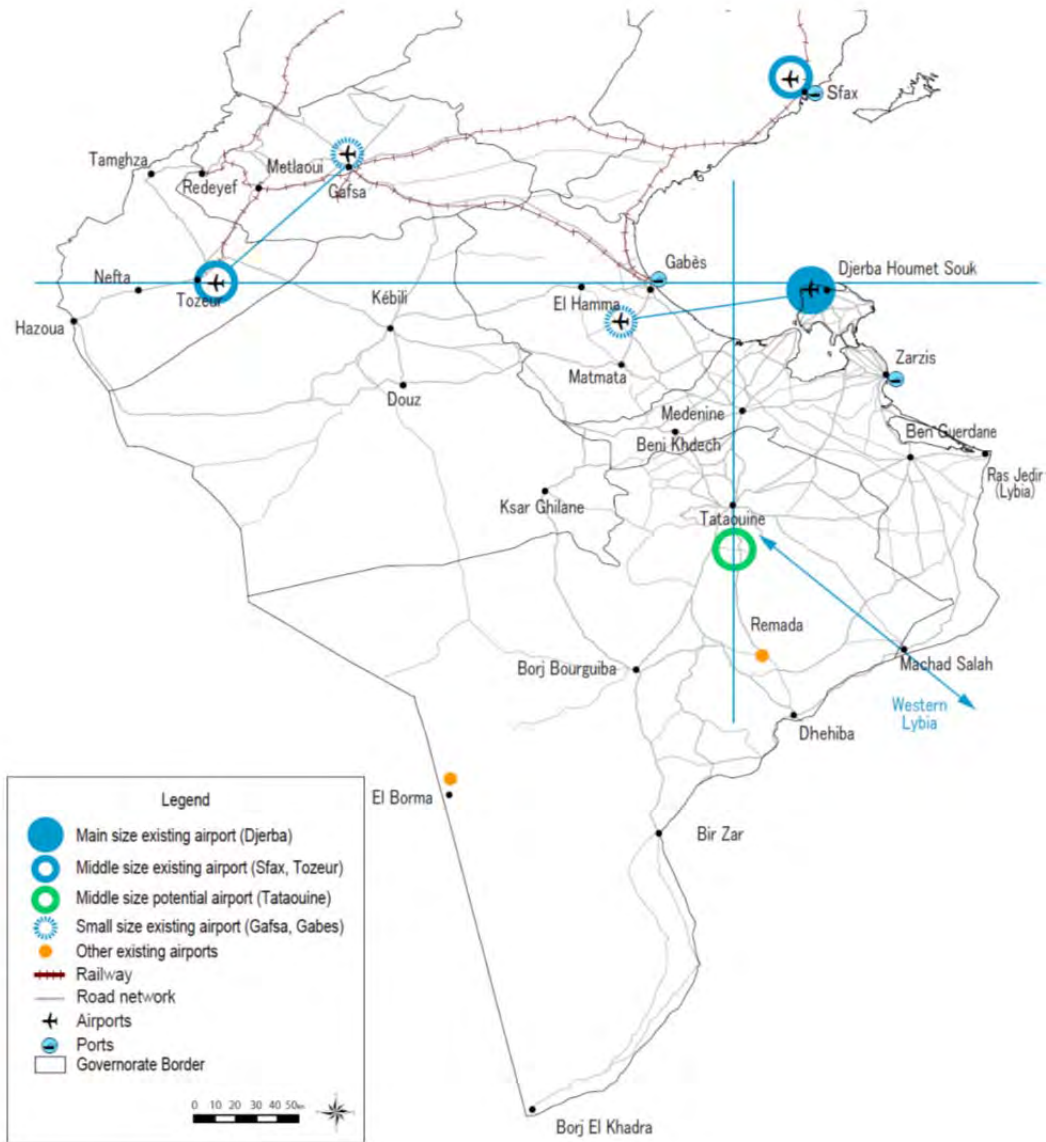 Sfax
Tamghza
Redeyef
Metlaoui
Gafsa
Gabès
Djerba Houmet Souk
Nefta
Tozeur
Kébili
El Hamma
Hazoua
Zarzis
Matmata
Douz
Medenine
Beni Khdech
Ben Guerdane
Ras Jedir
(Lybia)
Ksar Ghilane
Tataouine
Remada
Borj Bourguiba
Machad Salah
Western
Lybia
Dhehiba
El Borma
Bir Zar
Borj El Khadra
Legend
Main size existing airport (Djerba)
Middle size existing airport (Sfax, Tozeur)
Middle size potential airport (Tataouine)
Small size existing airport (Gafsa, Gabes)
Other existing airports
Railway
Road network
Airports
Ports
Governorate Border
0 10 20 30 40 50km